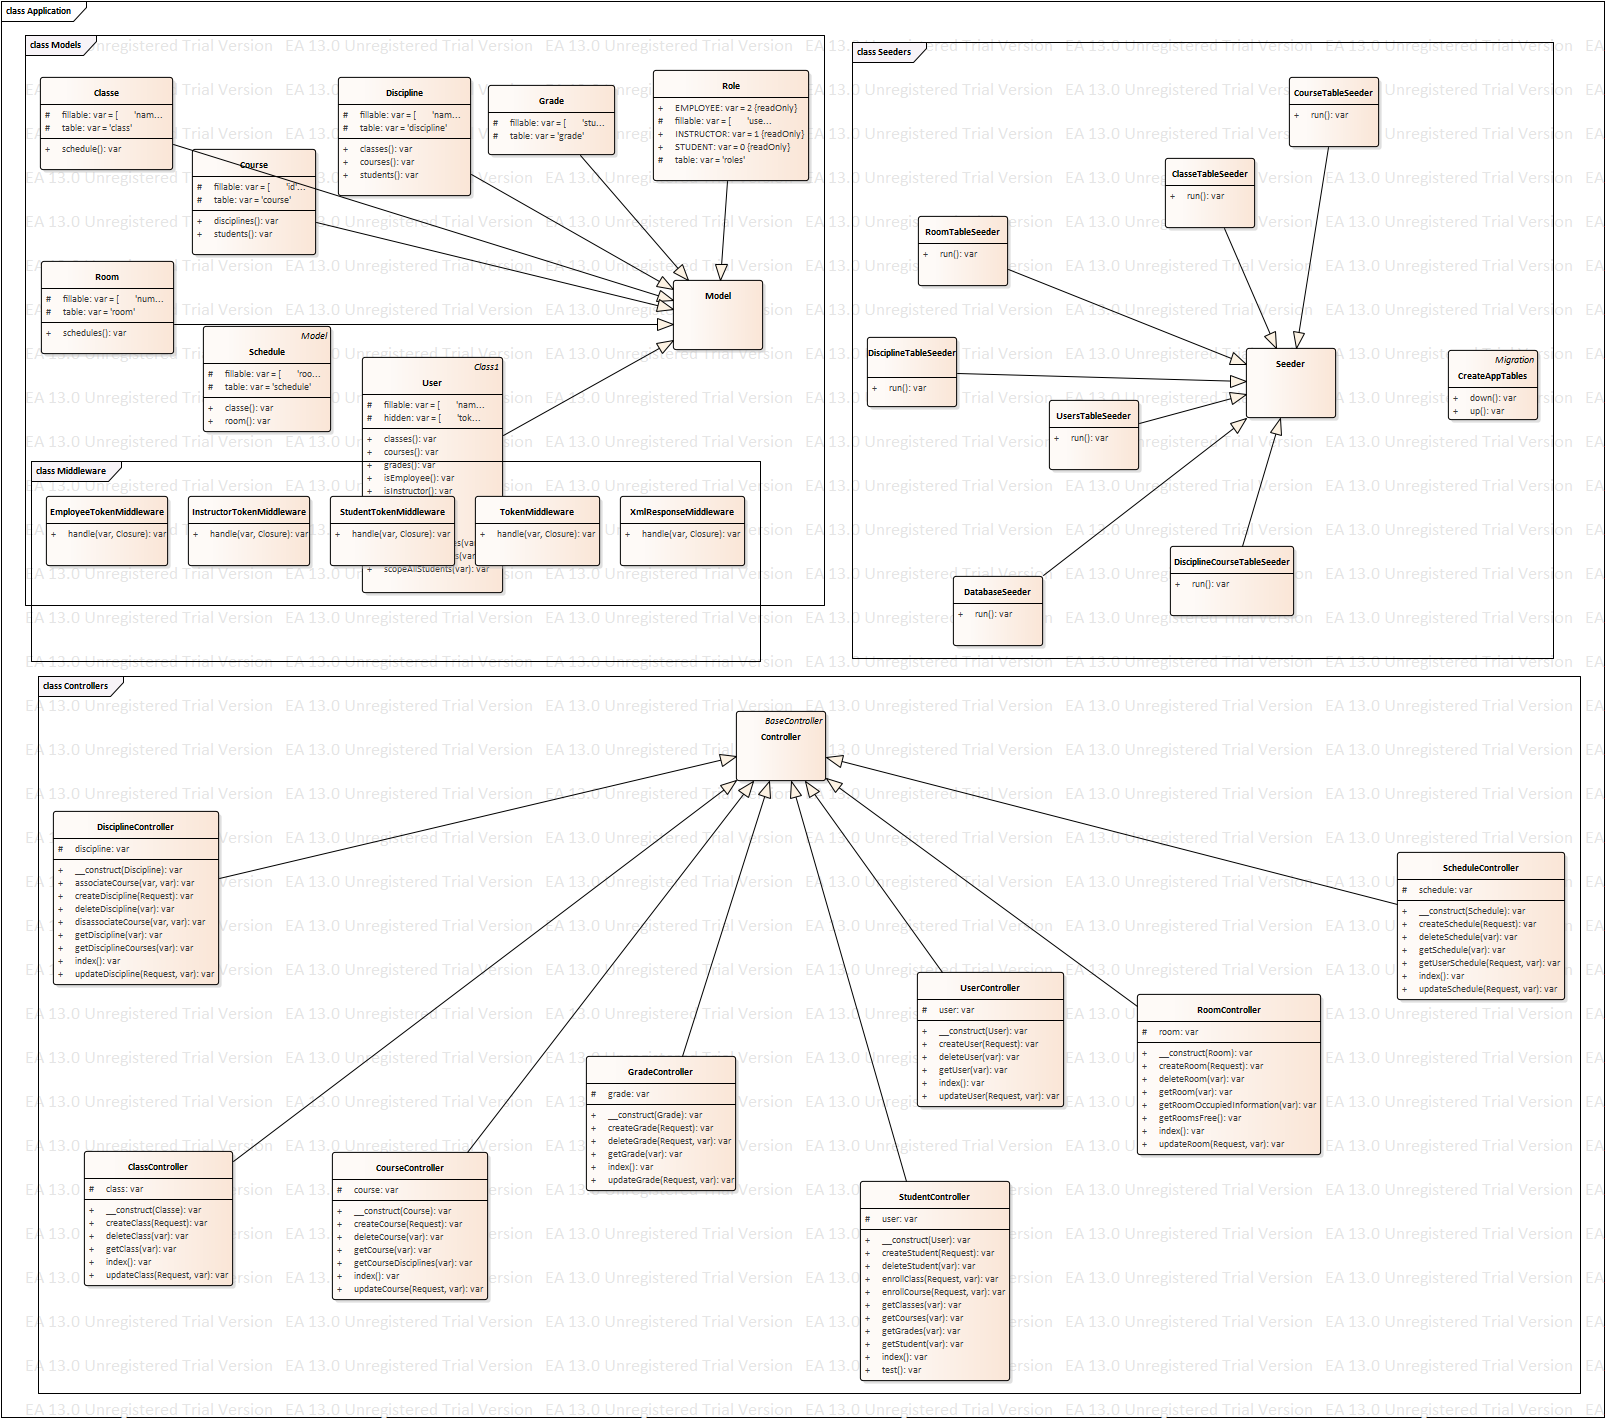 class Application
class Models
Classe
# fillable: var = [ 'nam...
# table: var = 'class'
+ schedule(): var
Course
# fillable: var = [ 'id'...
# table: var = 'course'
+ disciplines(): var
+ students(): var
Discipline
# fillable: var = [ 'nam...
# table: var = 'discipline'
+ classes(): var
+ courses(): var
+ students(): var
Grade
# fillable: var = [ 'stu...
# table: var = 'grade'
Role
+ EMPLOYEE: var = 2 {readOnly}
# fillable: var = [ 'use...
+ INSTRUCTOR: var = 1 {readOnly}
+ STUDENT: var = 0 {readOnly}
# table: var = 'roles'
Room
# fillable: var = [ 'num...
# table: var = 'room'
+ schedules(): var
Model
Schedule
# fillable: var = [ 'roo...
# table: var = 'schedule'
+ classe(): var
+ room(): var
Model
Class1
User
# fillable: var = [ 'nam...
# hidden: var = [ 'tok...
+ classes(): var
+ courses(): var
+ grades(): var
+ isEmployee(): var
+ isInstructor(): var
+ scopeAllStudents(var): var
class Middleware
EmployeeTokenMiddleware
+ handle(var, Closure): var
InstructorTokenMiddleware
+ handle(var, Closure): var
StudentTokenMiddleware
+ handle(var, Closure): var
TokenMiddleware
+ handle(var, Closure): var
XmlResponseMiddleware
+ handle(var, Closure): var
class Seeders
CourseTableSeeder
+ run(): var
ClasseTableSeeder
+ run(): var
RoomTableSeeder
+ run(): var
DisciplineTableSeeder
+ run(): var
UsersTableSeeder
+ run(): var
Seeder
Migration
CreateAppTables
+ down(): var
+ up(): var
DisciplineCourseTableSeeder
+ run(): var
DatabaseSeeder
+ run(): var
class Controllers
BaseController
Controller
DisciplineController
# discipline: var
+ __construct(Discipline): var
+ associateCourse(var, var): var
+ createDiscipline(Request): var
+ deleteDiscipline(var): var
+ disassociateCourse(var, var): var
+ getDiscipline(var): var
+ getDisciplineCourses(var): var
+ index(): var
+ updateDiscipline(Request, var): var
ScheduleController
# schedule: var
+ __construct(Schedule): var
+ createSchedule(Request): var
+ deleteSchedule(var): var
+ getSchedule(var): var
+ getUserSchedule(Request, var): var
+ index(): var
+ updateSchedule(Request, var): var
UserController
# user: var
+ __construct(User): var
+ createUser(Request): var
+ deleteUser(var): var
+ getUser(var): var
+ index(): var
+ updateUser(Request, var): var
RoomController
# room: var
+ __construct(Room): var
+ createRoom(Request): var
+ deleteRoom(var): var
+ getRoom(var): var
+ getRoomOccupiedInformation(var): var
+ getRoomsFree(): var
+ index(): var
+ updateRoom(Request, var): var
GradeController
# grade: var
+ __construct(Grade): var
+ createGrade(Request): var
+ deleteGrade(Request, var): var
+ getGrade(var): var
+ index(): var
+ updateGrade(Request, var): var
ClassController
# class: var
+ __construct(Classe): var
+ createClass(Request): var
+ deleteClass(var): var
+ getClass(var): var
+ index(): var
+ updateClass(Request, var): var
CourseController
# course: var
+ __construct(Course): var
+ createCourse(Request): var
+ deleteCourse(var): var
+ getCourse(var): var
+ getCourseDisciplines(var): var
+ index(): var
+ updateCourse(Request, var): var
StudentController
# user: var
+ __construct(User): var
+ createStudent(Request): var
+ deleteStudent(var): var
+ enrollClass(Request, var): var
+ enrollCourse(Request, var): var
+ getClasses(var): var
+ getCourses(var): var
+ getGrades(var): var
+ getStudent(var): var
+ index(): var
+ test(): var
EA 13.0 Unregistered Trial Version